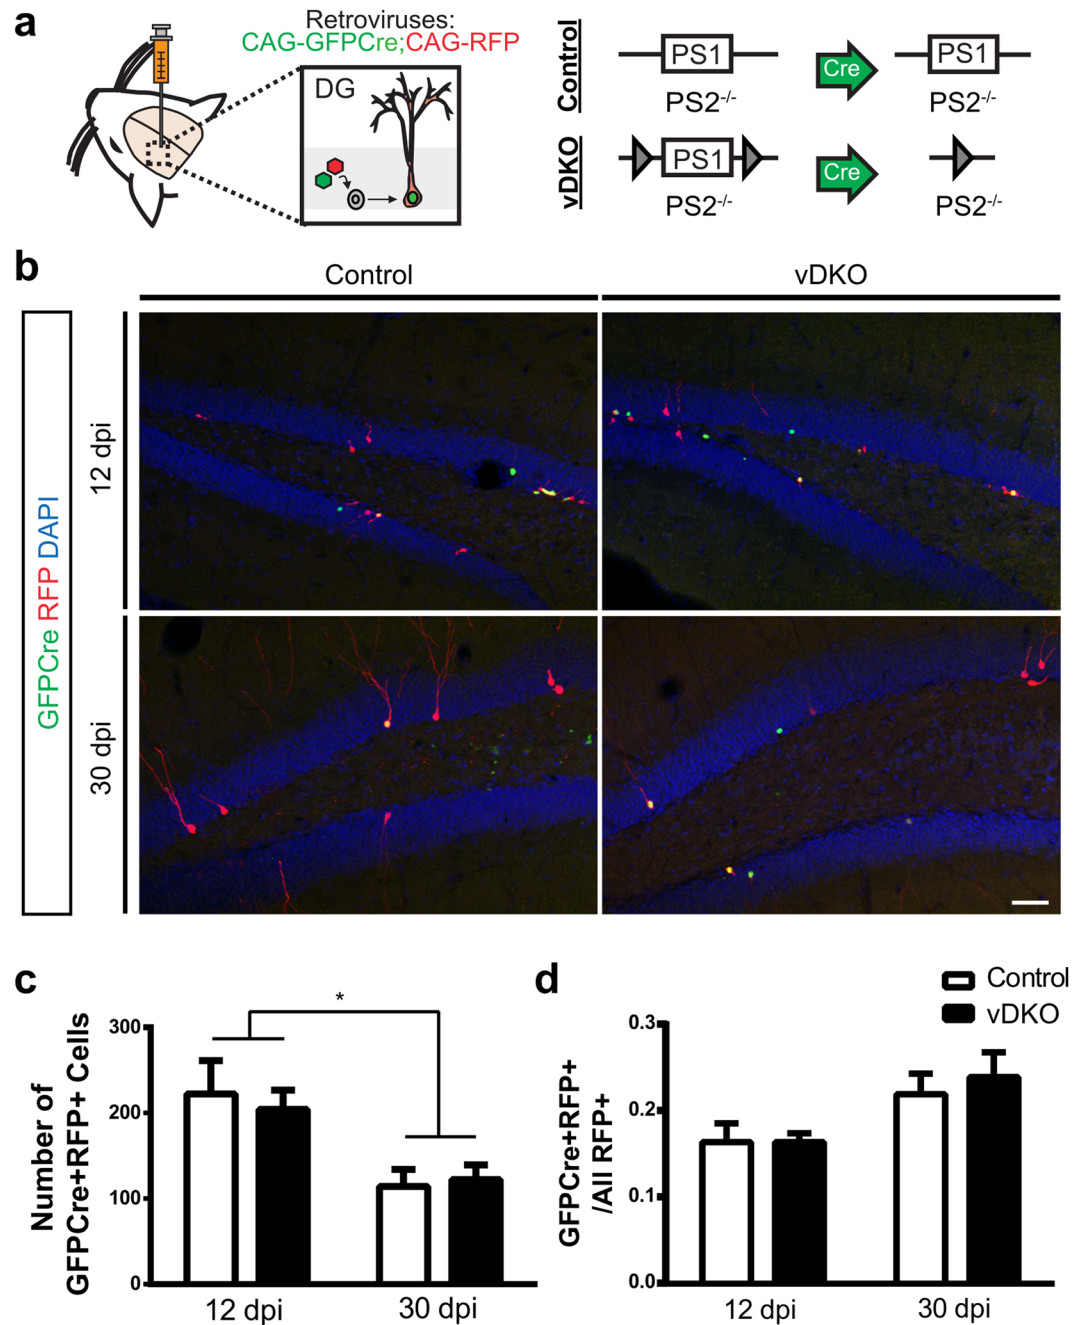 a
Retroviruses:
CAG-GFPCre;CAG-RFP
DG
Control
PS1
PS2-/-
Cre
PS1
PS2-/-
vDKO
PS1
PS2-/-
Cre
PS2-/-
b
Control
vDKO
GFPCre RFP DAPI
12 dpi
30 dpi
c
Number of
GFPCre+RFP+ Cells
300
200
100
0
*
12 dpi
30 dpi
d
Control
vDKO
GFPCre+RFP+
/All RFP+
0.3
0.2
0.1
0.0
12 dpi
30 dpi